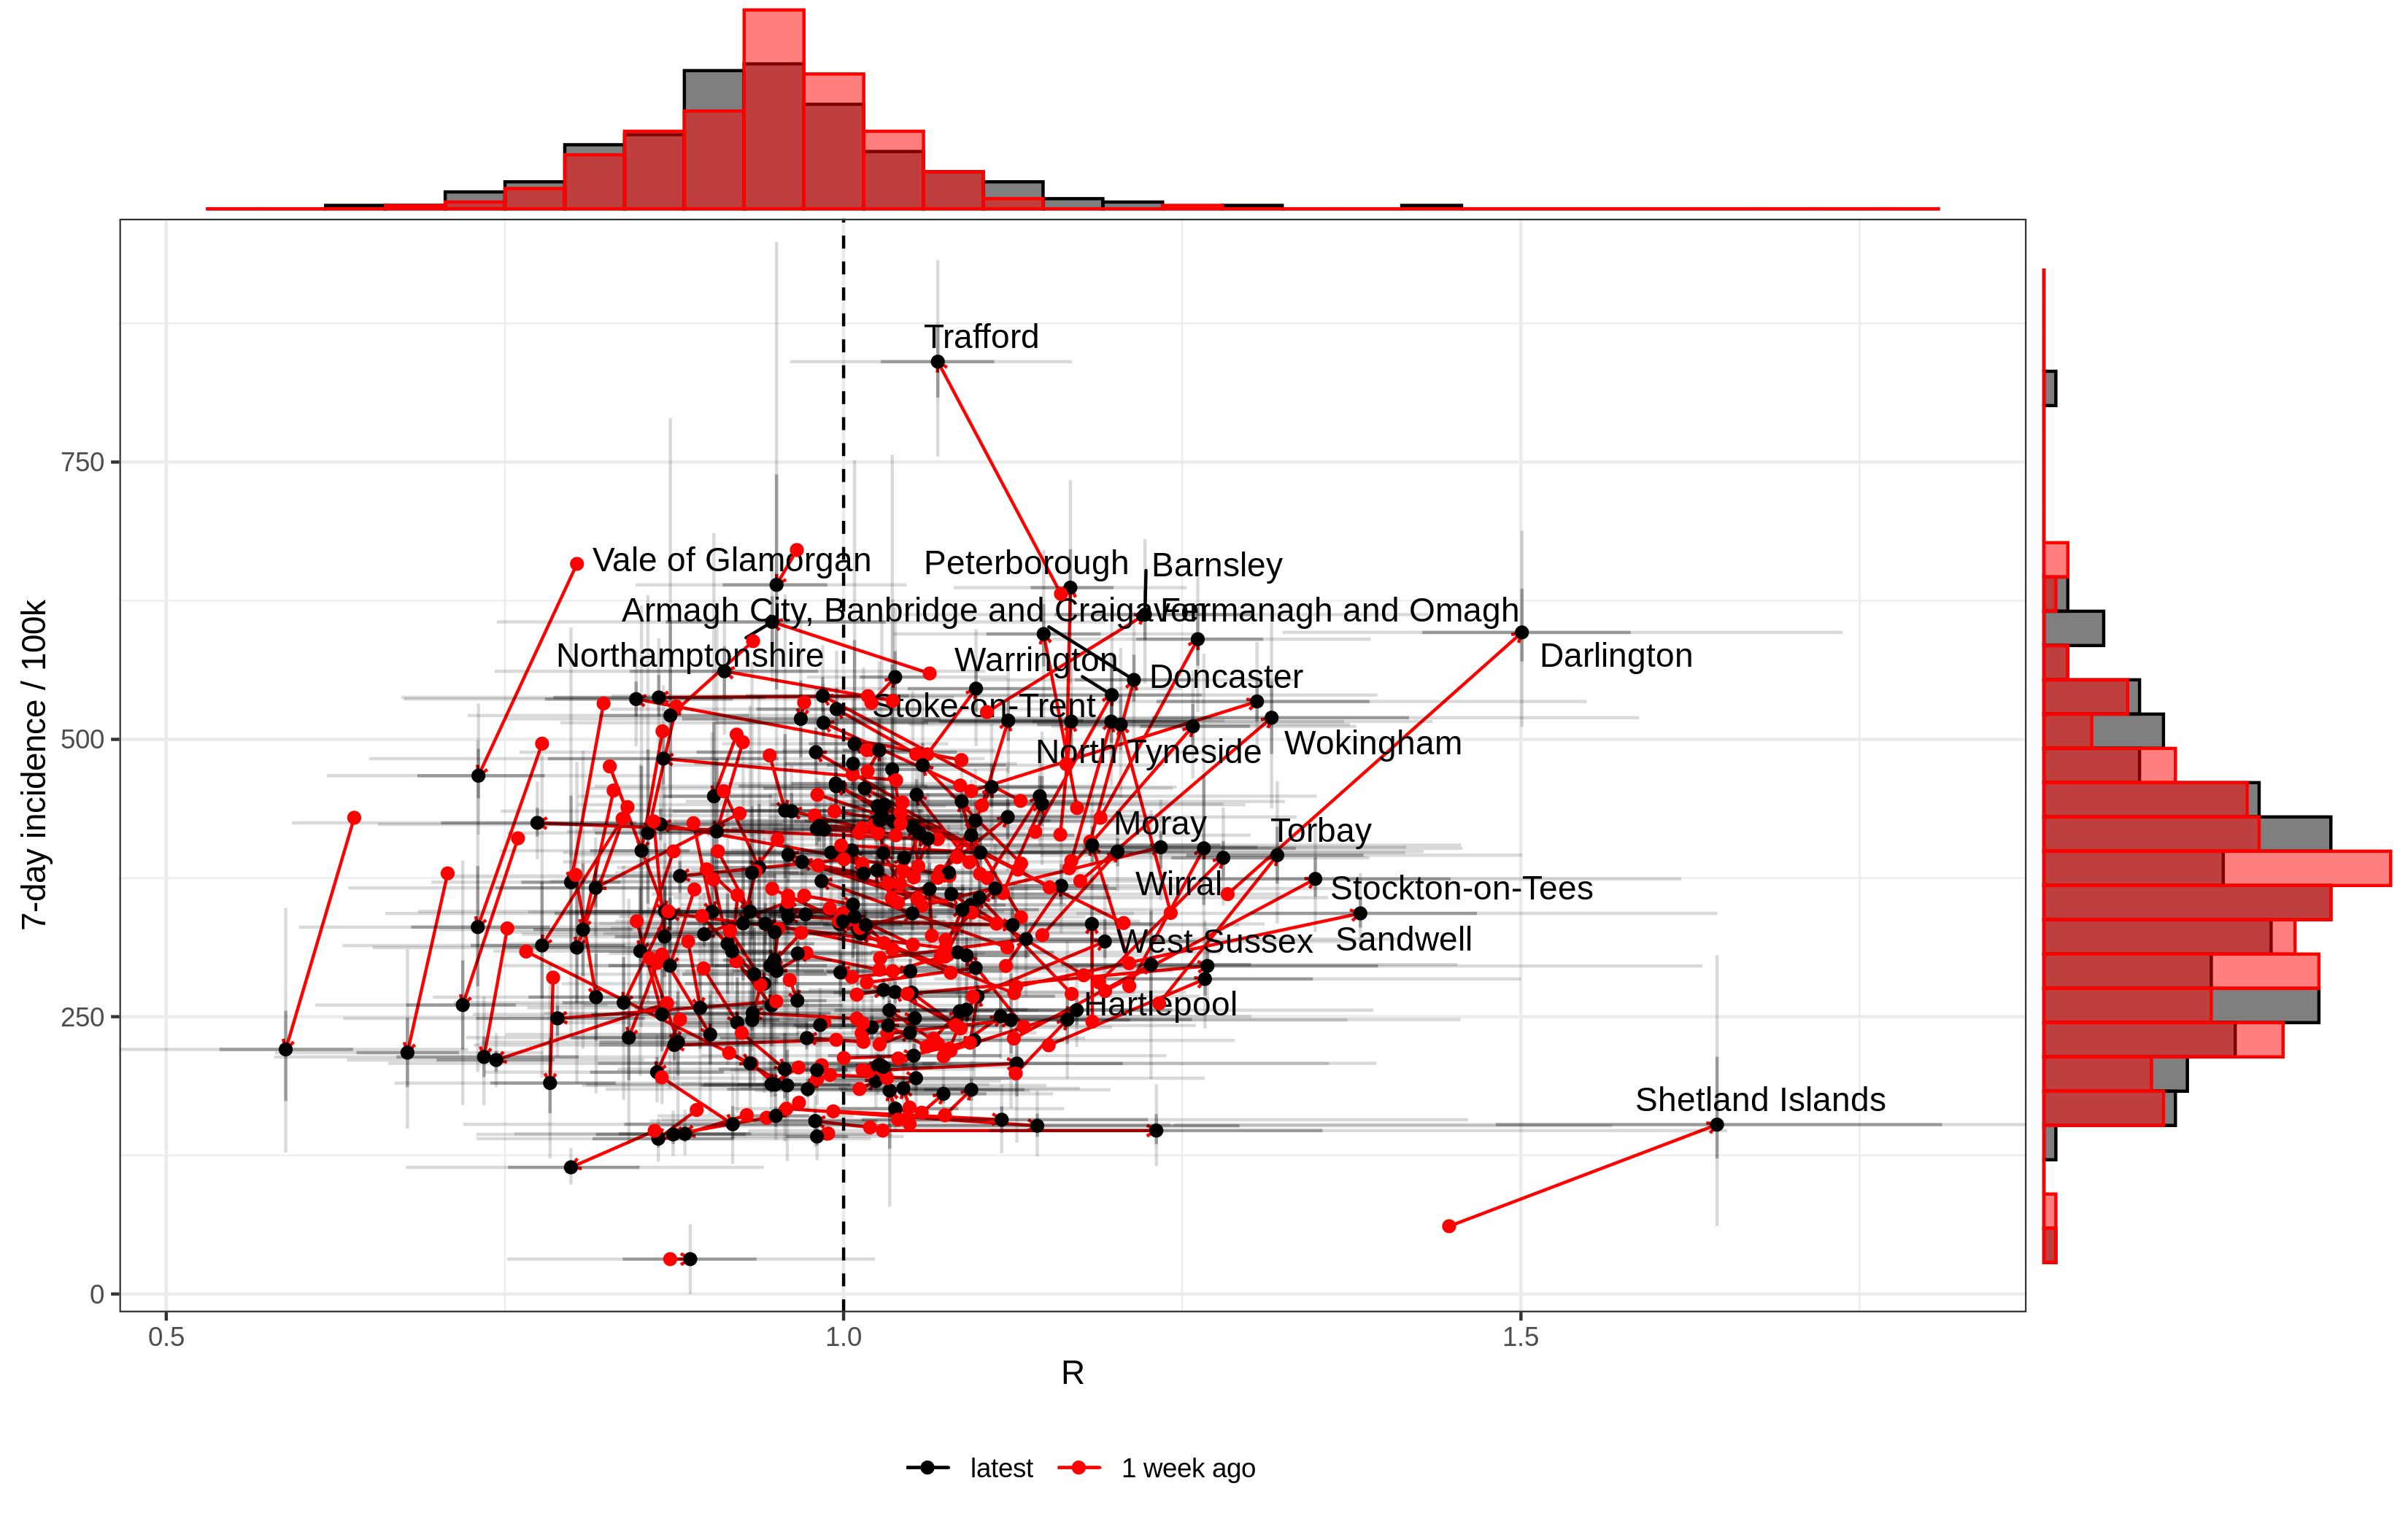 Trafford
750
Vale of Glamorgan
Peterborough
Barnsley
Armagh City, Banbridge and Craigavon
Fermanagh and Omagh
Northamptonshire
Warrington
Darlington
Doncaster
Stoke-on-Trent
500
North Tyneside
Wokingham
Moray
Torbay
Wirral
Stockton-on-Tees
West Sussex
Sandwell
250
Hartlepool
Shetland Islands
0
7-day incidence / 100k
0.5
1.0
1.5
R
latest
1 week ago